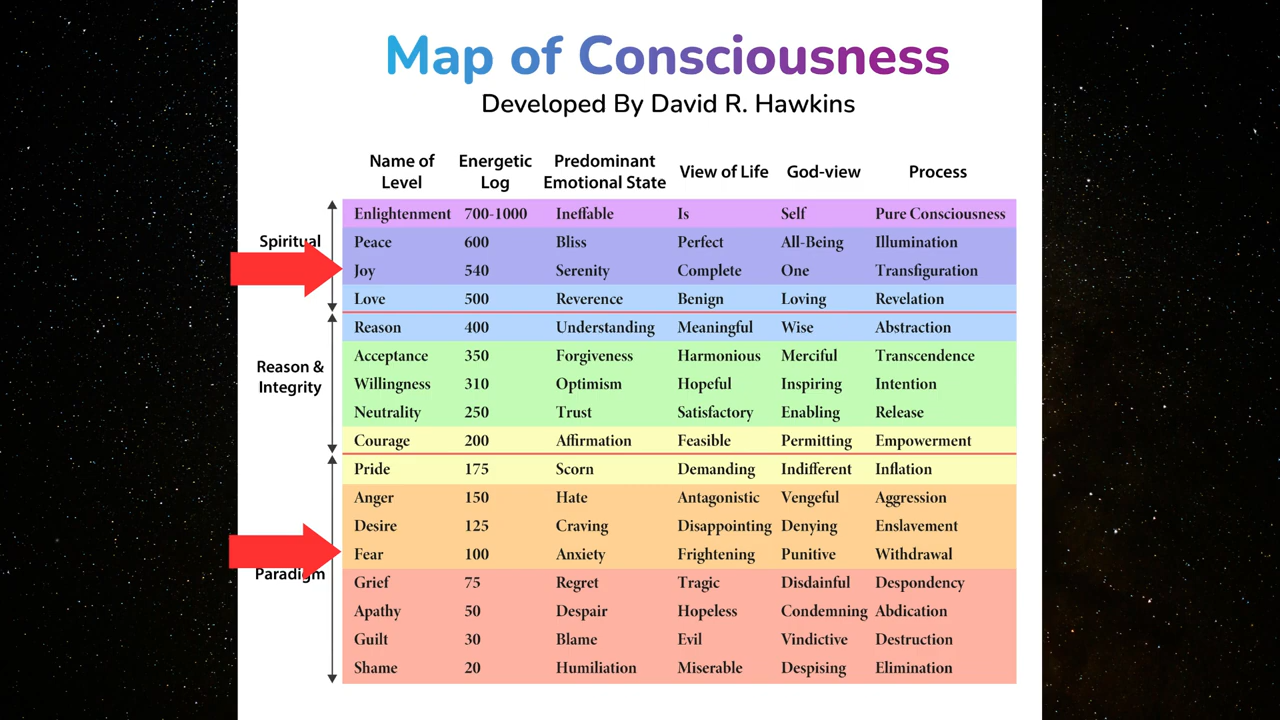 Map of Consciousness
Developed By David R. Hawkins
Name of Level Energetic Log Predominant Emotional State View of Life God-view Process
Spiritual
Enlightenment 700-1000 Ineffable Is Self Pure Consciousness
Peace 600 Bliss Perfect All-Being Illumination
Joy 540 Serenity Complete One Transfiguration
Love 500 Reverence Benign Loving Revelation
Reason & Integrity
Reason 400 Understanding Meaningful Wise Abstraction
Acceptance 350 Forgiveness Harmonious Merciful Transcendence
Willingness 310 Optimism Hopeful Inspiring Intention
Neutrality 250 Trust Satisfactory Enabling Release
Courage 200 Affirmation Feasible Permitting Empowerment
Paradigm
Pride 175 Scorn Demanding Indifferent Inflation
Anger 150 Hate Antagonistic Vengeful Aggression
Desire 125 Craving Disappointing Denying Enslavement
Fear 100 Anxiety Frightening Punitive Withdrawal
Grief 75 Regret Tragic Disdainful Despondency
Apathy 50 Despair Hopeless Condemning Abdication
Guilt 30 Blame Evil Vindictive Destruction
Shame 20 Humiliation Miserable Despising Elimination